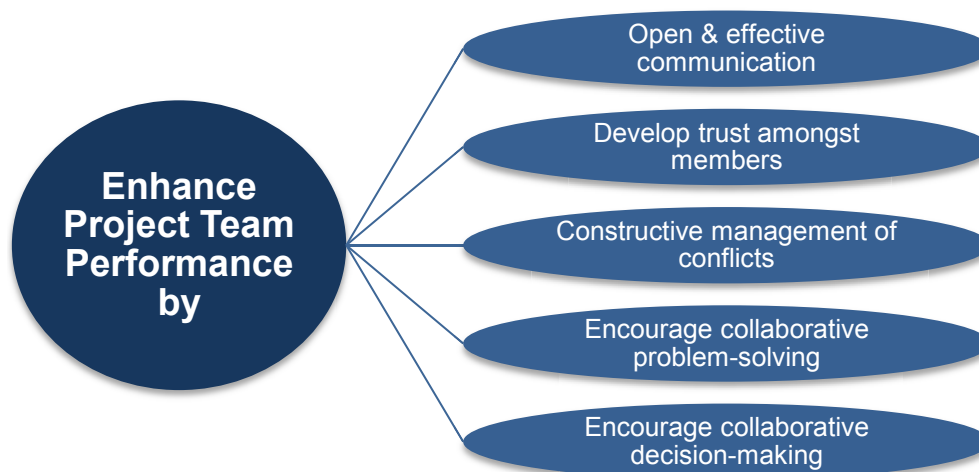 Enhance
Project Team
Performance
by
Open & effective
communication
Develop trust amongst
members
Constructive management of
conflicts
Encourage collaborative
problem-solving
Encourage collaborative
decision-making